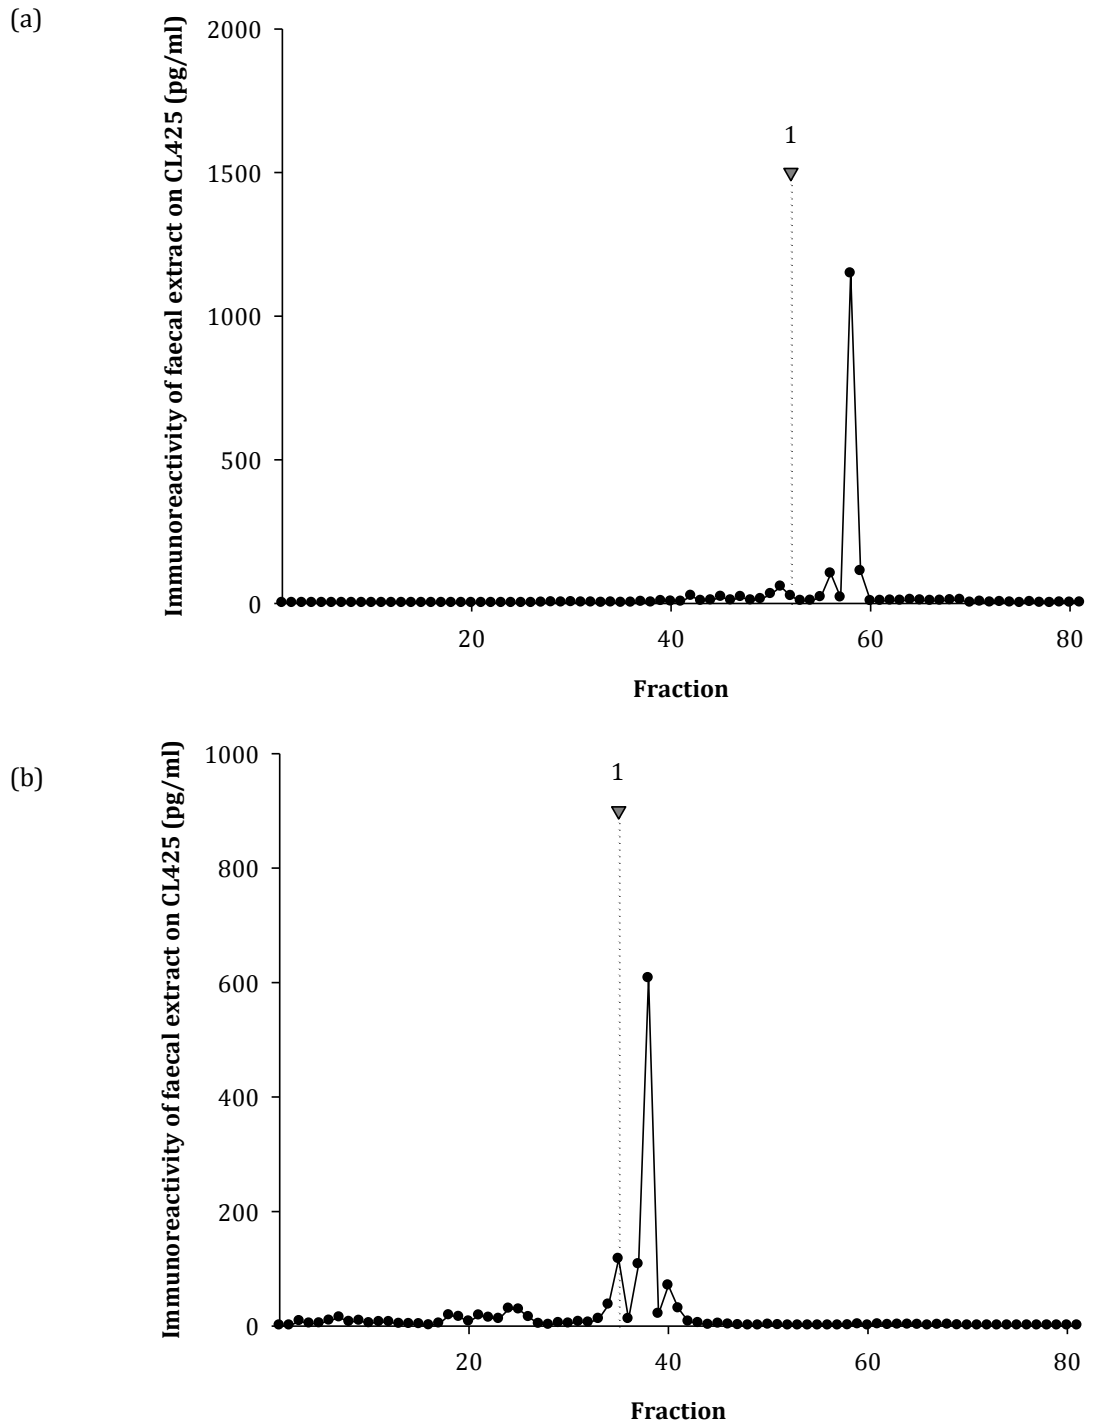 (a)
Immunoreactivity of faecal extract on CL425 (pg/ml)
2000
1500
1000
500
0
1
20 40 60 80
Fraction
(b)
Immunoreactivity of faecal extract on CL425 (pg/ml)
1000
800
600
400
200
0
1
20 40 60 80
Fraction